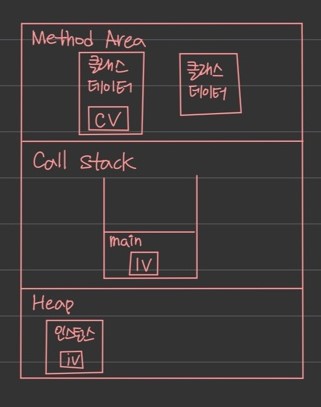 Method Area
클래스 클래스
데이터 데이터
CV
Call stack
main
lV
Heap
인스턴스
iV